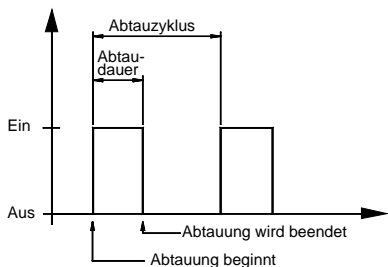 Abtauzyklus
Abtau-
dauer
Ein
Aus
Abtauung wird beendet
Abtauung beginnt